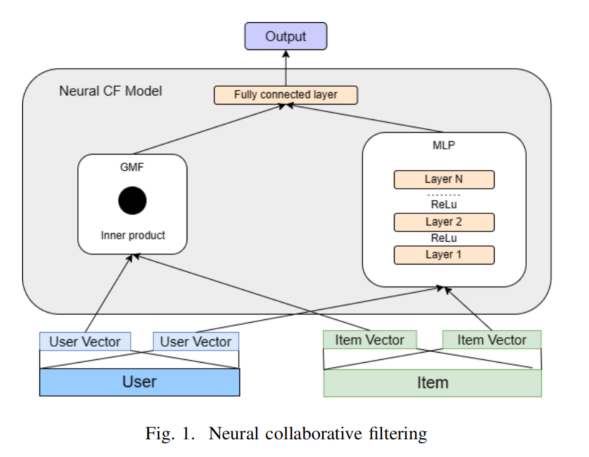 Output
Neural CF Model
Fully connected layer
GMF
Inner product
MLP
Layer N
ReLu
Layer 2
ReLu
Layer 1
User Vector
User Vector
Item Vector
Item Vector
User
Item
Fig. 1. Neural collaborative filtering